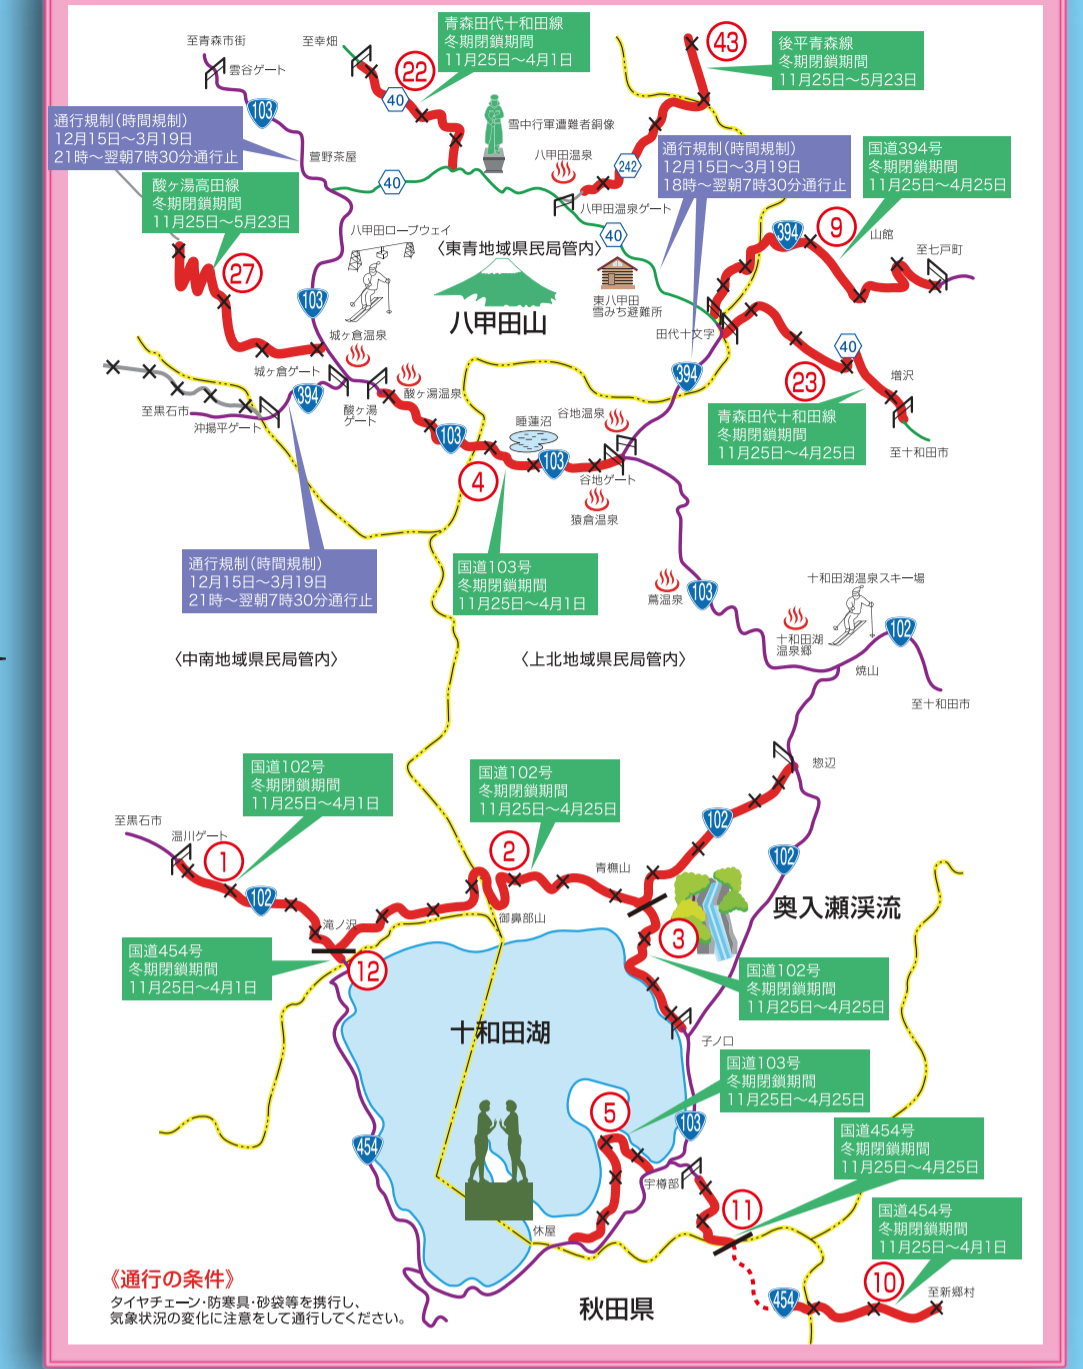 至青森市街
雲谷ゲート
103
至幸畑
22
40
青森田代十和田線
冬期閉鎖期間
11月25日〜4月1日
43
後平青森線
冬期閉鎖期間
11月25日〜5月23日
通行規制(時間規制)
12月15日〜3月19日
21時〜翌朝7時30分通行止
萱野茶屋
雪中行軍遭難者銅像
八甲田温泉
242
通行規制(時間規制)
12月15日〜3月19日
18時〜翌朝7時30分通行止
国道394号
冬期閉鎖期間
11月25日〜4月25日
酸ヶ湯高田線
冬期閉鎖期間
11月25日〜5月23日
40
八甲田温泉ゲート
40
八甲田ロープウェイ
〈東青地域県民局管内〉
394
9
山館
至七戸町
27
103
東八甲田
雪みち避難所
八甲田山
田代十文字
城ヶ倉温泉
城ヶ倉ゲート
394
酸ヶ湯温泉
酸ヶ湯
ゲート
至黒石市
沖揚平ゲート
394
40
23
増沢
青森田代十和田線
冬期閉鎖期間
11月25日〜4月25日
至十和田市
103
睡蓮沼
谷地温泉
103
4
谷地ゲート
猿倉温泉
通行規制(時間規制)
12月15日〜3月19日
21時〜翌朝7時30分通行止
国道103号
冬期閉鎖期間
11月25日〜4月1日
蔦温泉
103
十和田湖温泉スキー場
十和田湖
温泉郷
102
焼山
至十和田市
〈中南地域県民局管内〉
〈上北地域県民局管内〉
惣辺
国道102号
冬期閉鎖期間
11月25日〜4月1日
国道102号
冬期閉鎖期間
11月25日〜4月25日
至黒石市
温川ゲート
1
102
2
青橅山
102
102
滝ノ沢
御鼻部山
奥入瀬渓流
3
国道454号
冬期閉鎖期間
11月25日〜4月1日
12
国道102号
冬期閉鎖期間
11月25日〜4月25日
十和田湖
子ノ口
国道103号
冬期閉鎖期間
11月25日〜4月25日
5
103
454
国道454号
冬期閉鎖期間
11月25日〜4月25日
宇樽部
11
国道454号
冬期閉鎖期間
11月25日〜4月1日
休屋
454
10
至新郷村
秋田県
《通行の条件》
タイヤチェーン・防寒具・砂袋等を携行し、
気象状況の変化に注意をして通行してください。